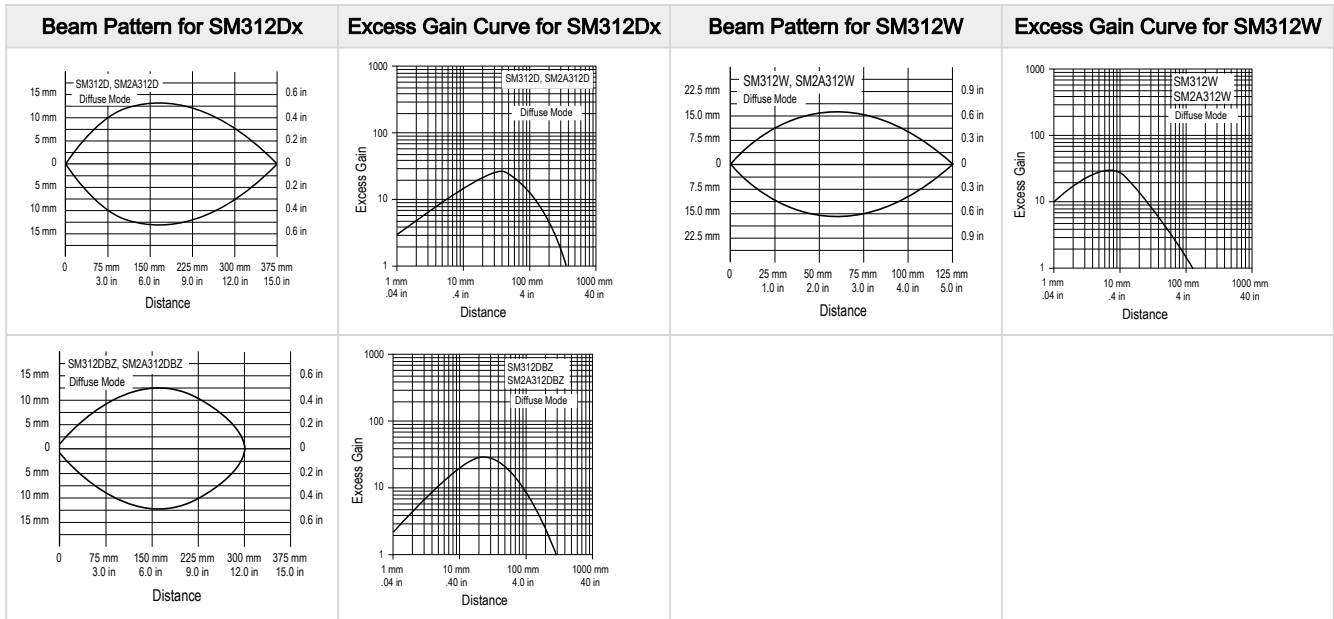 Beam Pattern for SM312Dx
Excess Gain Curve for SM312Dx
Beam Pattern for SM312W
Excess Gain Curve for SM312W
SM312D, SM2A312D
Diffuse Mode
15 mm
10 mm
5 mm
0
5 mm
10 mm
15 mm
0.6 in
0.4 in
0.2 in
0
0.2 in
0.4 in
0.6 in
0 75 mm 150 mm 225 mm 300 mm 375 mm
3.0 in 6.0 in 9.0 in 12.0 in 15.0 in
Distance
1000
100
10
1
Excess Gain
SM312D, SM2A312D
Diffuse Mode
1 mm 10 mm 100 mm 1000 mm
.04 in .4 in 4 in 40 in
Distance
SM312W, SM2A312W
Diffuse Mode
22.5 mm
15.0 mm
7.5 mm
0
7.5 mm
15.0 mm
22.5 mm
0.9 in
0.6 in
0.3 in
0
0.3 in
0.6 in
0.9 in
0 25 mm 50 mm 75 mm 100 mm 125 mm
1.0 in 2.0 in 3.0 in 4.0 in 5.0 in
Distance
1000
100
10
1
Excess Gain
SM312W
SM2A312W
Diffuse Mode
1 mm 10 mm 100 mm 1000 mm
.04 in .4 in 4 in 40 in
Distance
SM312DBZ, SM2A312DBZ
Diffuse Mode
15 mm
10 mm
5 mm
0
5 mm
10 mm
15 mm
0.6 in
0.4 in
0.2 in
0
0.2 in
0.4 in
0.6 in
0 75 mm 150 mm 225 mm 300 mm 375 mm
3.0 in 6.0 in 9.0 in 12.0 in 15.0 in
Distance
1000
100
10
1
Excess Gain
SM312DBZ
SM2A312DBZ
Diffuse Mode
1 mm 10 mm 100 mm 1000 mm
.04 in .40 in 4.0 in 40 in
Distance